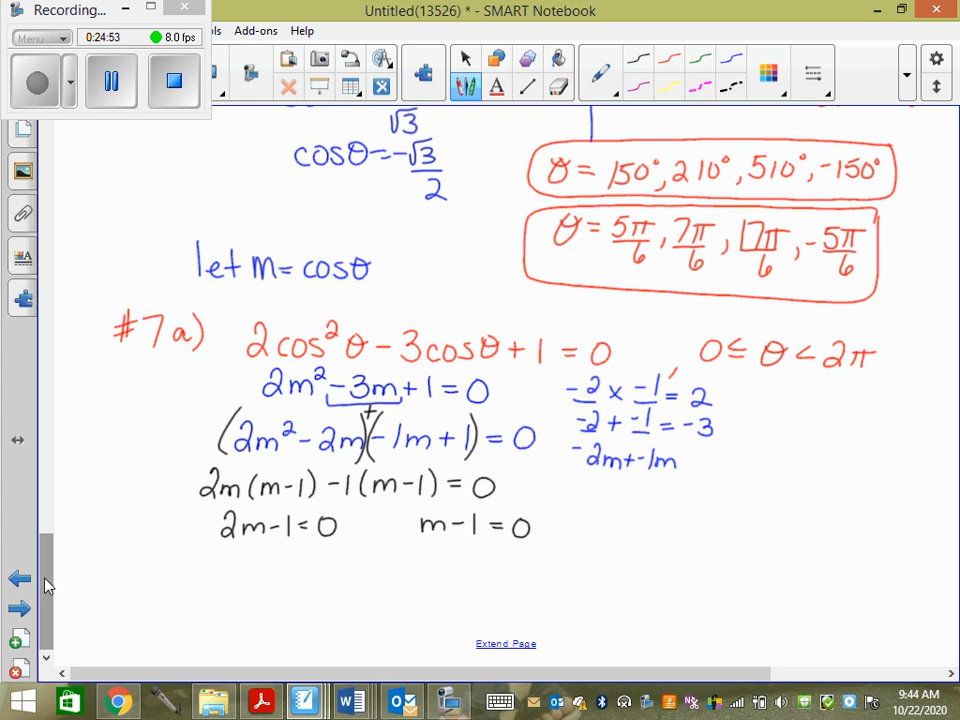 Recording...
Untitled(13526) * - SMART Notebook
Menu
0:24:53
8.0 fps
ols Add-ons Help
√3
cosθ=-√3/2
θ = 150°, 210°, 510°, -150°
θ = 5π/6, 7π/6, 17π/6, -5π/6
let m = cosθ
#7a) 2cos²θ - 3cosθ + 1 = 0, 0 ≤ θ < 2π
2m² - 3m + 1 = 0
-2 x -1 = 2
(2m² - 2m)+(-1m + 1) = 0
-2 + -1 = -3
-2m+-1m
2m(m-1) -1(m-1) = 0
2m-1=0 m-1=0
Extend Page
9:44 AM
10/22/2020